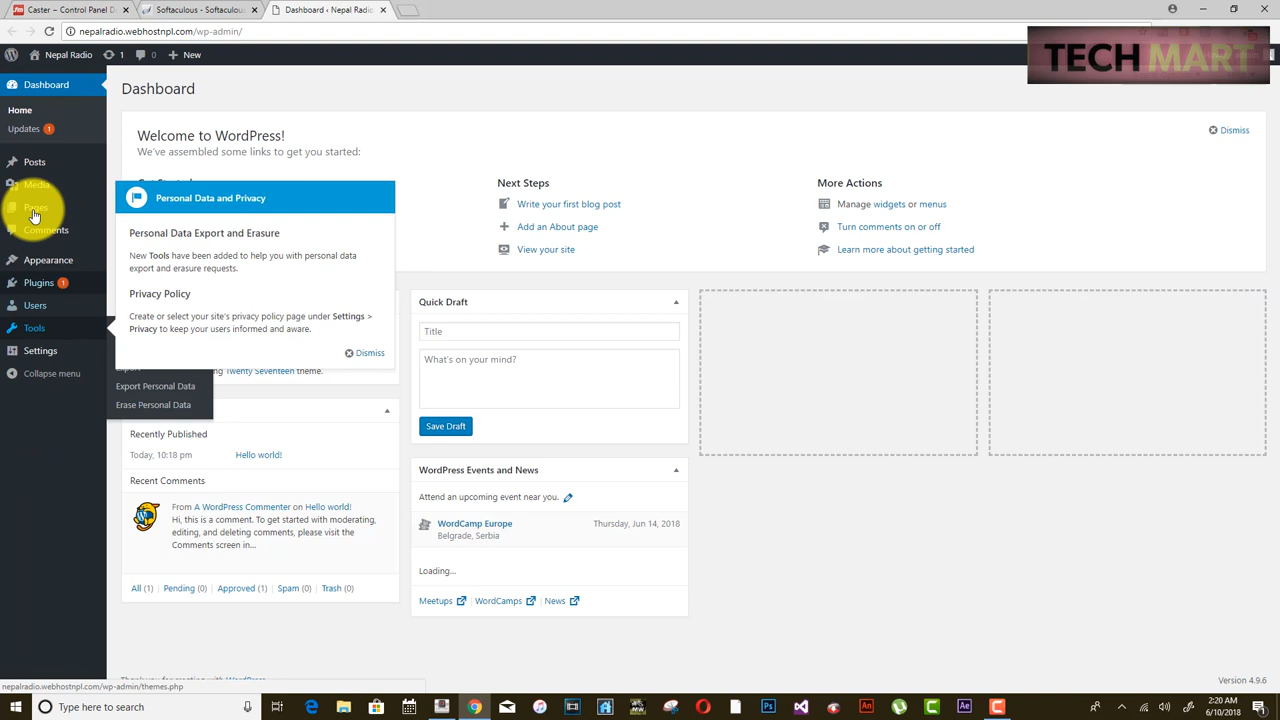 Caster – Control Panel D
Softaculous - Softaculous
Dashboard ‹ Nepal Radio
nepalradio.webhostnpl.com/wp-admin/
TECH MART
Nepal Radio
1
0
New
Dashboard
Home
Updates 1
Posts
Media
Pages
Comments
Appearance
Plugins 1
Users
Tools
Settings
Collapse menu
Dashboard
Welcome to WordPress!
We've assembled some links to get you started:
Dismiss
Personal Data and Privacy
Personal Data Export and Erasure
New Tools have been added to help you with personal data
export and erasure requests.
Privacy Policy
Create or select your site's privacy policy page under Settings >
Privacy to keep your users informed and aware.
Dismiss
Export Personal Data
Erase Personal Data
Next Steps
Write your first blog post
Add an About page
View your site
More Actions
Manage widgets or menus
Turn comments on or off
Learn more about getting started
Twenty Seventeen theme.
Recently Published
Today, 10:18 pm
Hello world!
Recent Comments
From A WordPress Commenter on Hello world!
Hi, this is a comment. To get started with moderating,
editing, and deleting comments, please visit the
Comments screen in...
All (1) | Pending (0) | Approved (1) | Spam (0) | Trash (0)
Quick Draft
Title
What's on your mind?
Save Draft
WordPress Events and News
Attend an upcoming event near you.
WordCamp Europe
Thursday, Jun 14, 2018
Belgrade, Serbia
Loading...
Meetups | WordCamps | News
Version 4.9.6
nepalradio.webhostnpl.com/wp-admin/themes.php
Type here to search
2:20 AM
6/10/2018